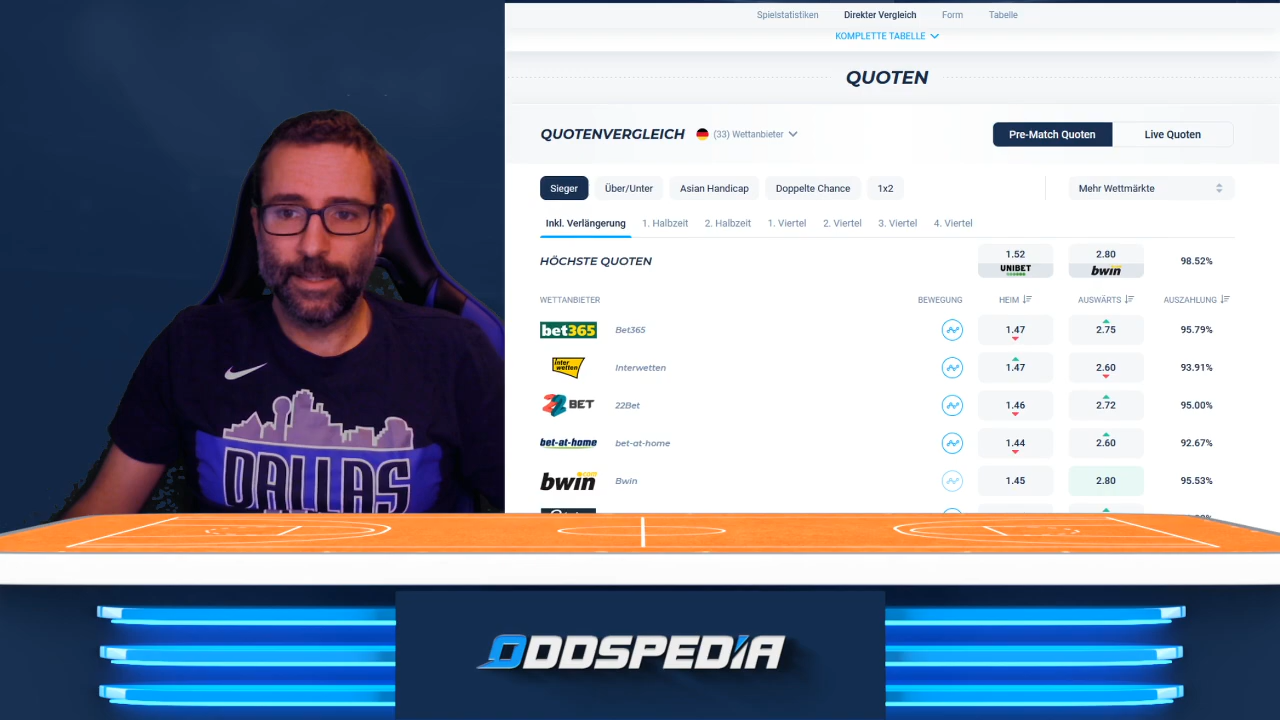 Spielstatistiken Direkter Vergleich Form Tabelle
KOMPLETTE TABELLE
QUOTEN
QUOTENVERGLEICH (33) Wettanbieter Pre-Match Quoten Live Quoten
Sieger Über/Unter Asian Handicap Doppelte Chance 1x2 Mehr Wettmärkte
Inkl. Verlängerung 1. Halbzeit 2. Halbzeit 1. Viertel 2. Viertel 3. Viertel 4. Viertel
HÖCHSTE QUOTEN 1.52 UNIBET 2.80 bwin 98.52%
WETTANBIETER BEWEGUNG HEIM AUSWÄRTS AUSZAHLUNG
bet365 Bet365 1.47 2.75 95.79%
inter wetten Interwetten 1.47 2.60 93.91%
22BET 22Bet 1.46 2.72 95.00%
bet-at-home bet-at-home 1.44 2.60 92.67%
bwin.com Bwin 1.45 2.80 95.53%
DALLAS
ODDSPEDIA